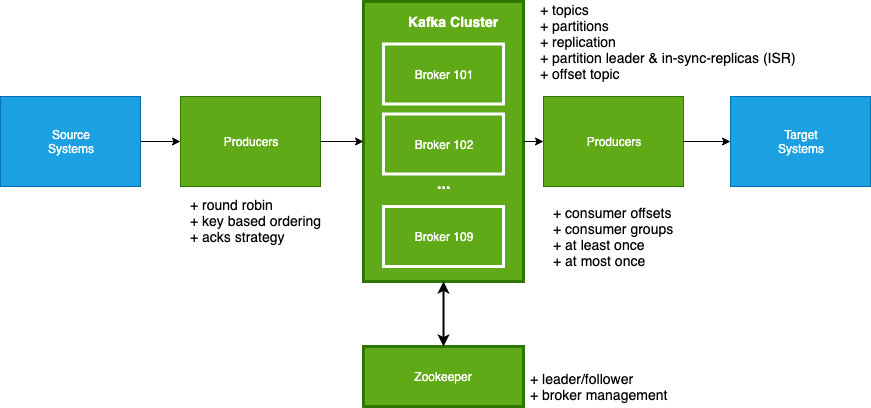 Kafka Cluster
Broker 101
Broker 102
...
Broker 109
+ topics
+ partitions
+ replication
+ partition leader & in-sync-replicas (ISR)
+ offset topic
Source
Systems
Producers
Producers
Target
Systems
+ round robin
+ key based ordering
+ acks strategy
+ consumer offsets
+ consumer groups
+ at least once
+ at most once
Zookeeper
+ leader/follower
+ broker management